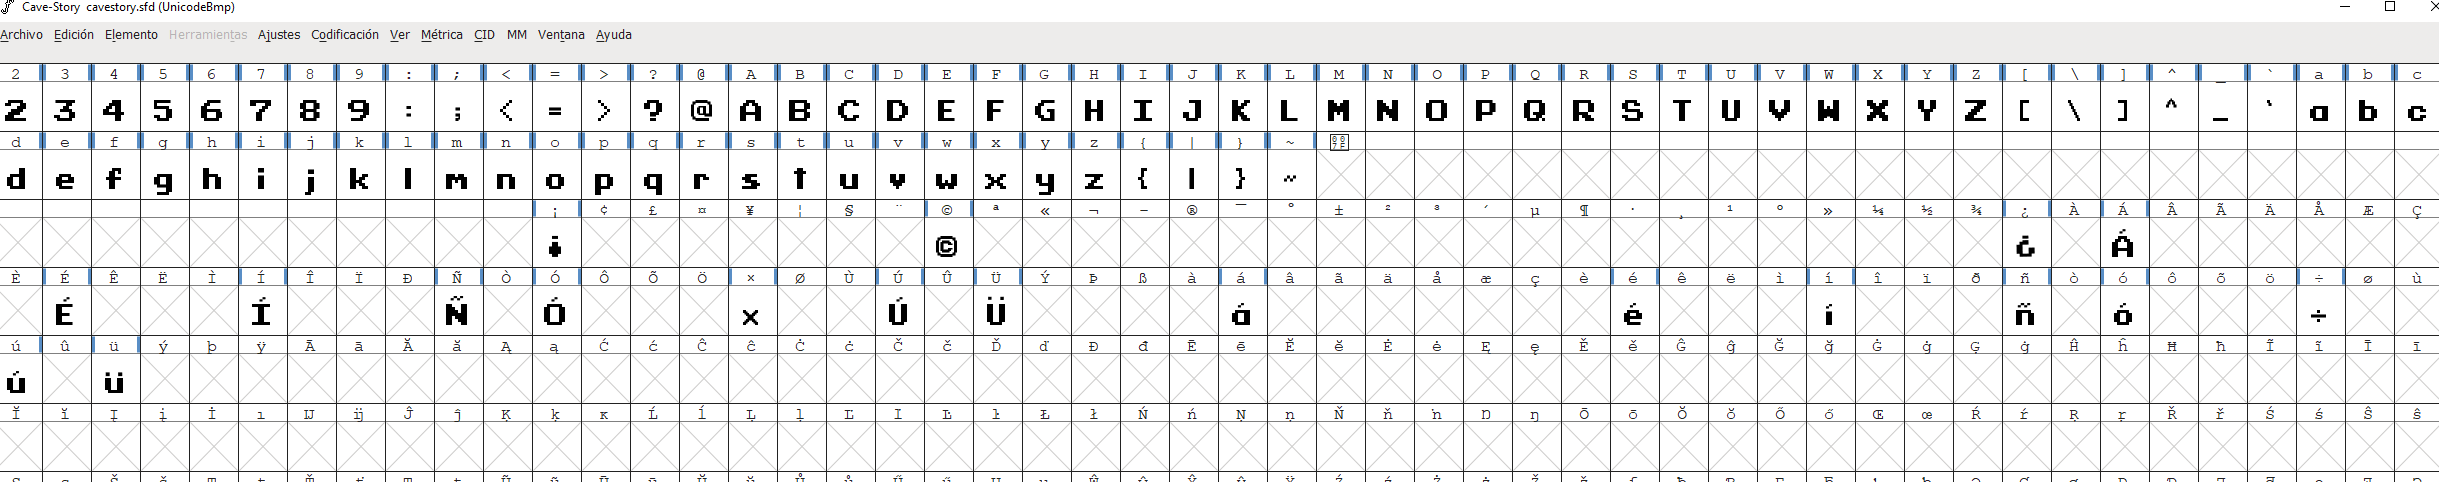 Cave-Story cavestory.sfd (UnicodeBmp)
Archivo Edición Elemento Herramientas Ajustes Codificación Ver Métrica CID MM Ventana Ayuda
2 3 4 5 6 7 8 9 : ; < = > ? @ A B C D E F G H I J K L M N O P Q R S T U V W X Y Z [ \ ] ^ _ ` a b c
2 3 4 5 6 7 8 9 : ; < = > ? @ A B C D E F G H I J K L M N O P Q R S T U V W X Y Z [ \ ] ^ _ ` a b c
d e f g h i j k l m n o p q r s t u v w x y z { | } ~ 007F
d e f g h i j k l m n o p q r s t u v w x y z { | } ~
¡ ¢ £ ¤ ¥ ¦ § ¨ © ª « ¬ - ® ¯ ° ± ² ³ ´ µ ¶ · ¸ ¹ º » ¼ ½ ¾ ¿ À Á Â Ã Ä Å Æ Ç
¡ © ¿ Á
È É Ê Ë Ì Í Î Ï Ð Ñ Ò Ó Ô Õ Ö × Ø Ù Ú Û Ü Ý Þ ß à á â ã ä å æ ç è é ê ë ì í î ï ð ñ ò ó ô õ ö ÷ ø ù
É Í Ñ Ó × Ú Ü á é í ñ ó ÷
ú û ü ý þ ÿ Ā ā Ă ă Ą ą Ć ć Ĉ ĉ Ċ ċ Č č Ď ď Đ đ Ē ē Ĕ ĕ Ė ė Ę ę Ě ě Ĝ ĝ Ğ ğ Ġ ġ Ģ ģ Ĥ ĥ Ħ ħ Ĩ ĩ Ī ī
ú ü
Ĭ ĭ Į į İ ı Ĳ ĳ Ĵ ĵ Ķ ķ ĸ Ĺ ĺ Ļ ļ Ľ ľ Ŀ ŀ Ł ł Ń ń Ņ ņ Ň ň ŉ Ŋ ŋ Ō ō Ŏ ŏ Ő ő Œ œ Ŕ ŕ Ŗ ŗ Ř ř Ś ś Ŝ ŝ